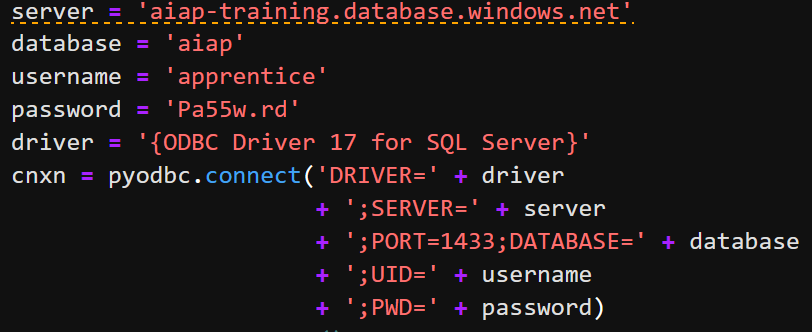 server = 'aiap-training.database.windows.net'
database = 'aiap'
username = 'apprentice'
password = 'Pa55w.rd'
driver = '{ODBC Driver 17 for SQL Server}'
cnxn = pyodbc.connect('DRIVER=' + driver
                      + ';SERVER=' + server
                      + ';PORT=1433;DATABASE=' + database
                      + ';UID=' + username
                      + ';PWD=' + password)